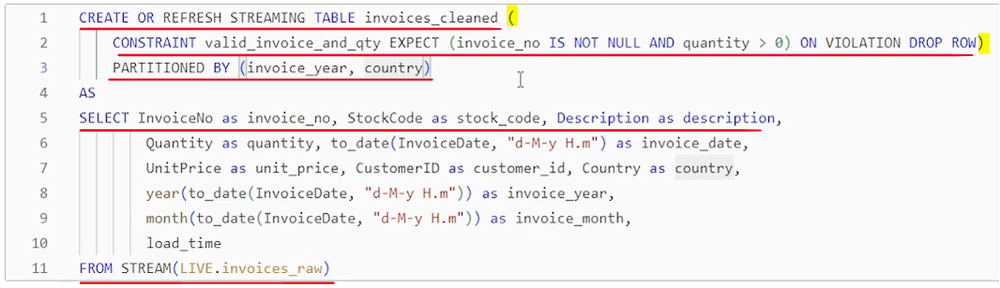 1 CREATE OR REFRESH STREAMING TABLE invoices_cleaned (
2 CONSTRAINT valid_invoice_and_qty EXPECT (invoice_no IS NOT NULL AND quantity > 0) ON VIOLATION DROP ROW)
3 PARTITIONED BY (invoice_year, country)
4 AS
5 SELECT InvoiceNo as invoice_no, StockCode as stock_code, Description as description,
6 Quantity as quantity, to_date(InvoiceDate, "d-M-y H.m") as invoice_date,
7 UnitPrice as unit_price, CustomerID as customer_id, Country as country,
8 year(to_date(InvoiceDate, "d-M-y H.m")) as invoice_year,
9 month(to_date(InvoiceDate, "d-M-y H.m")) as invoice_month,
10 load_time
11 FROM STREAM(LIVE.invoices_raw)